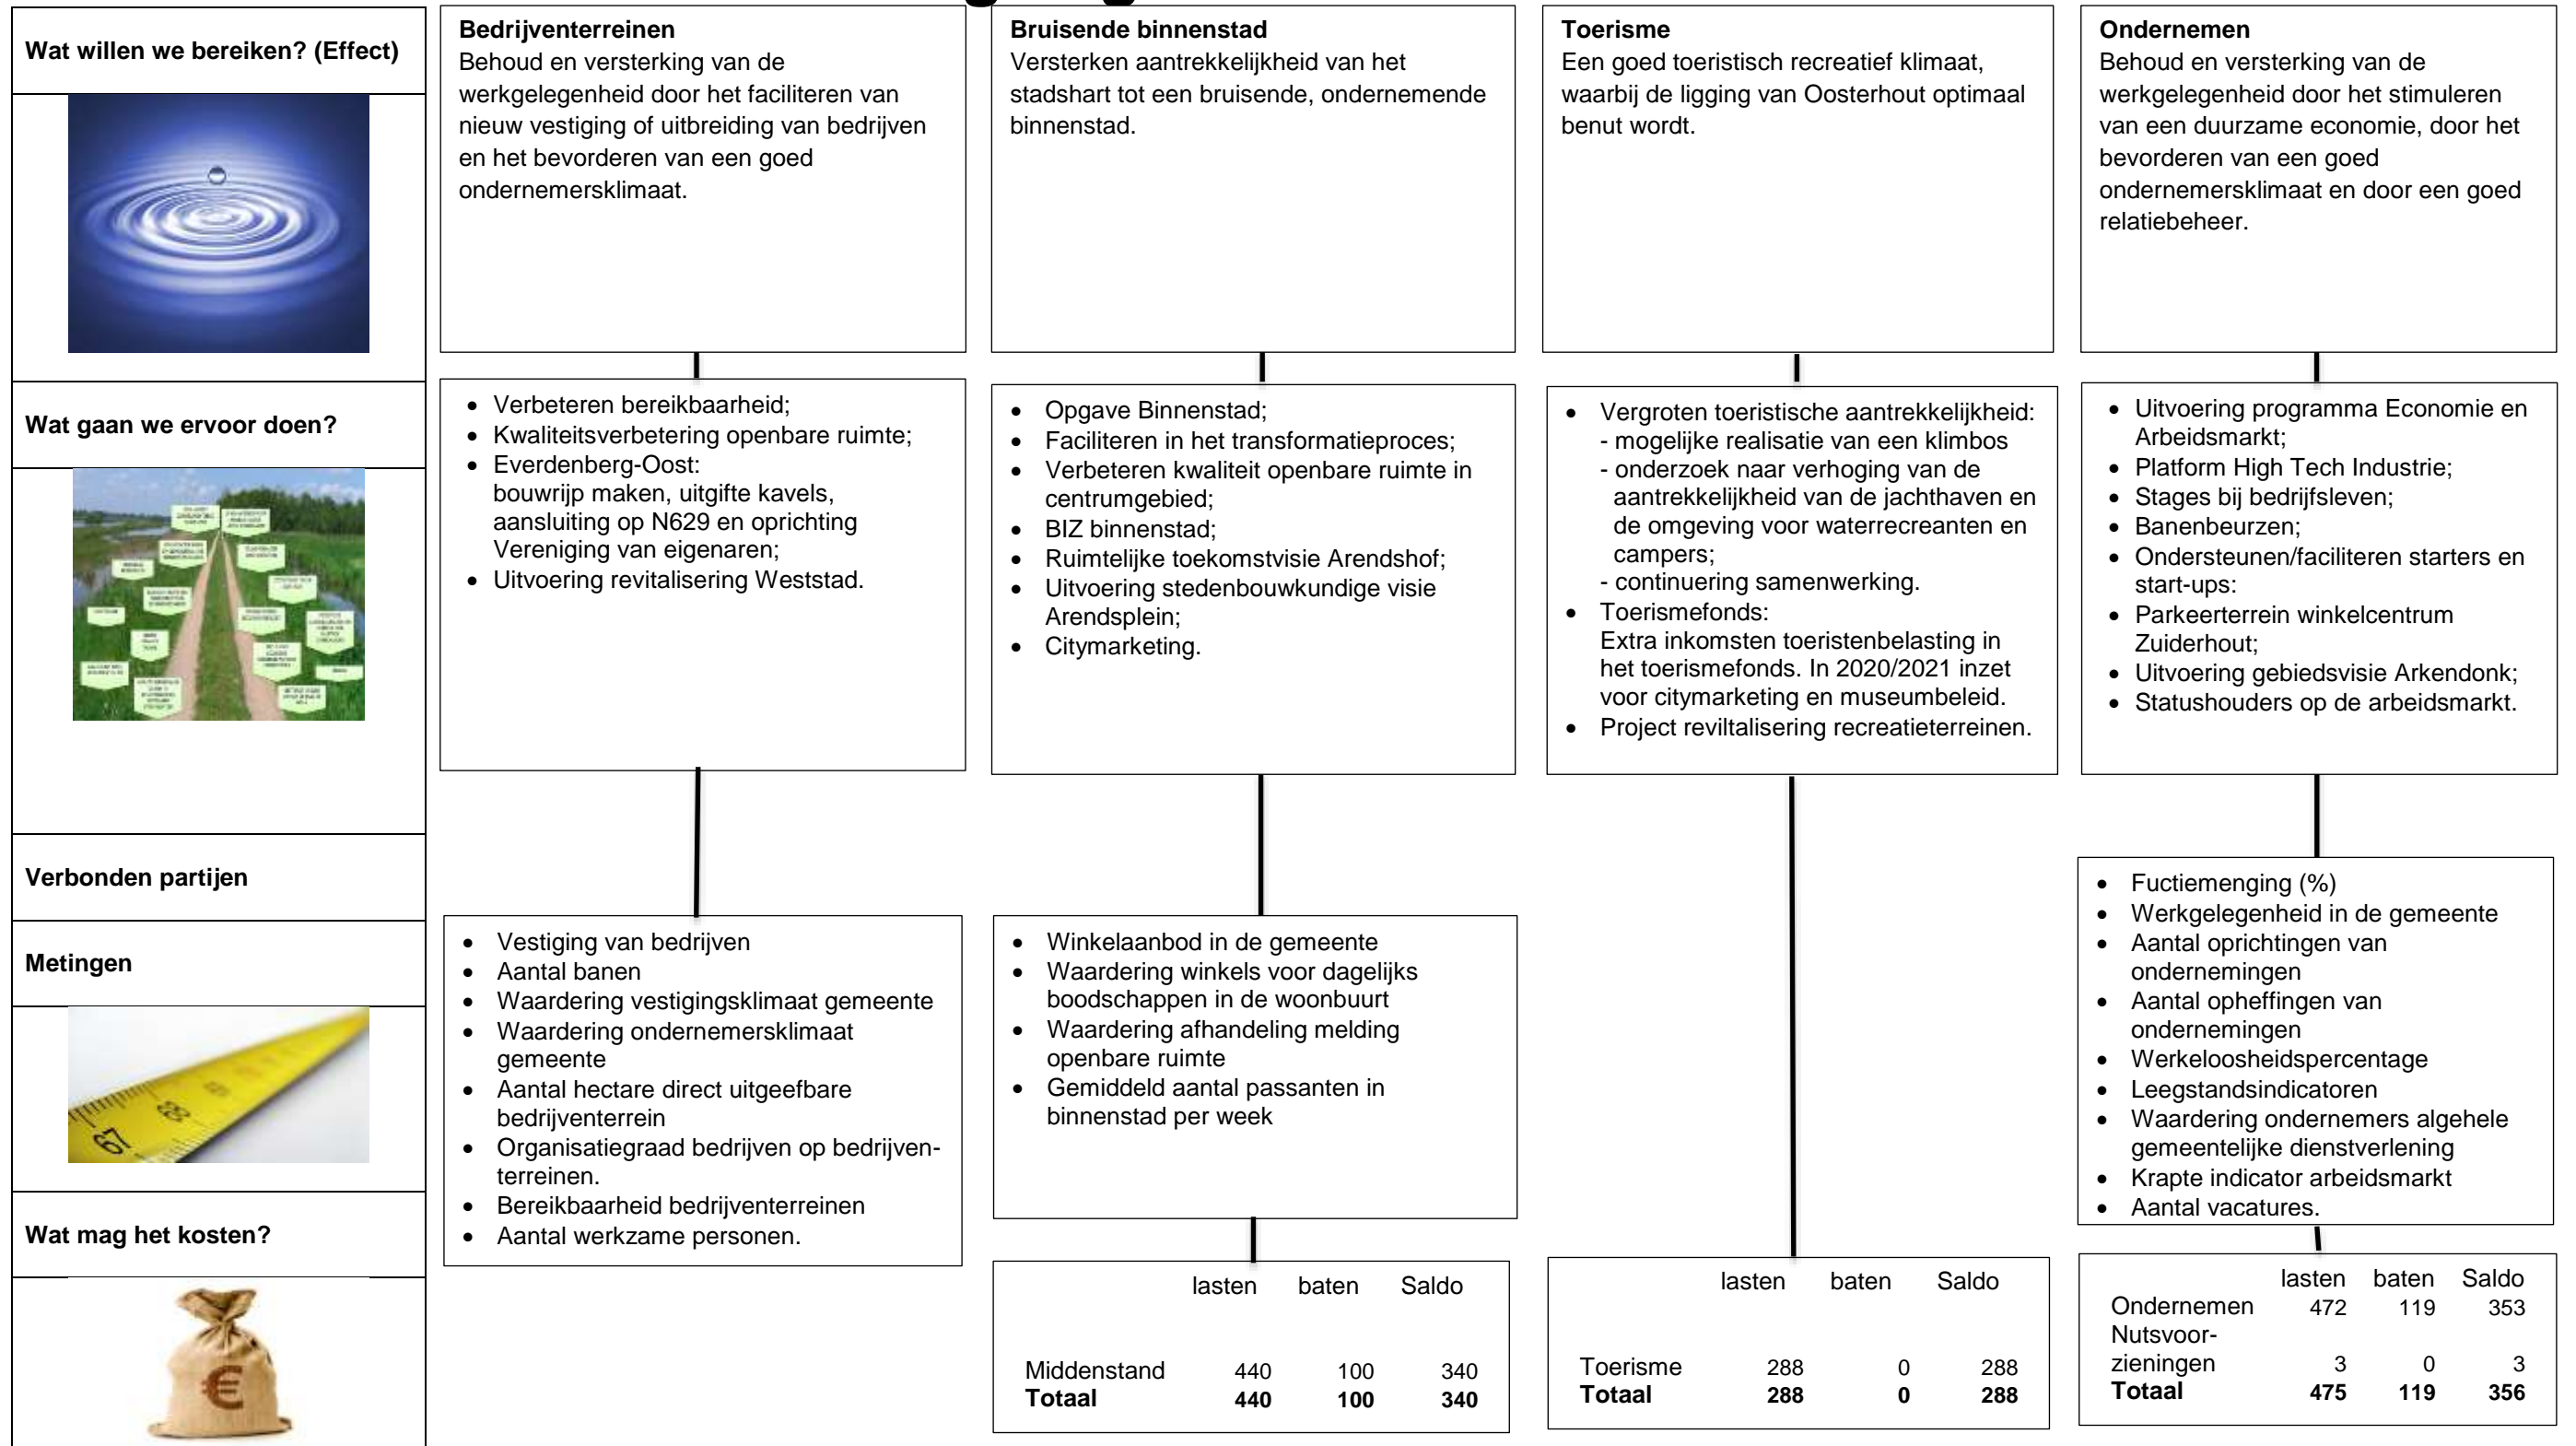 Wat willen we bereiken? (Effect)
Bedrijventerreinen
Behoud en versterking van de
werkgelegenheid door het faciliteren van
nieuw vestiging of uitbreiding van bedrijven
en het bevorderen van een goed
ondernemersklimaat.
Bruisende binnenstad
Versterken aantrekkelijkheid van het
stadshart tot een bruisende, ondernemende
binnenstad.
Toerisme
Een goed toeristisch recreatief klimaat,
waarbij de ligging van Oosterhout optimaal
benut wordt.
Ondernemen
Behoud en versterking van de
werkgelegenheid door het stimuleren
van een duurzame economie, door het
bevorderen van een goed
ondernemersklimaat en door een goed
relatiebeheer.
Wat gaan we ervoor doen?
• Verbeteren bereikbaarheid;
• Kwaliteitsverbetering openbare ruimte;
• Everdenberg-Oost:
bouwrijp maken, uitgifte kavels,
aansluiting op N629 en oprichting
Vereniging van eigenaren;
• Uitvoering revitalisering Weststad.
• Opgave Binnenstad;
• Faciliteren in het transformatieproces;
• Verbeteren kwaliteit openbare ruimte in
centrumgebied;
• BIZ binnenstad;
• Ruimtelijke toekomstvisie Arendshof;
• Uitvoering stedenbouwkundige visie
Arendsplein;
• Citymarketing.
• Vergroten toeristische aantrekkelijkheid:
- mogelijke realisatie van een klimbos
- onderzoek naar verhoging van de
aantrekkelijkheid van de jachthaven en
de omgeving voor waterrecreanten en
campers;
- continuering samenwerking.
• Toerismefonds:
Extra inkomsten toeristenbelasting in
het toerismefonds. In 2020/2021 inzet
voor citymarketing en museumbeleid.
• Project reviltalisering recreatieterreinen.
• Uitvoering programma Economie en
Arbeidsmarkt;
• Platform High Tech Industrie;
• Stages bij bedrijfsleven;
• Banenbeurzen;
• Ondersteunen/faciliteren starters en
start-ups:
• Parkeerterrein winkelcentrum
Zuiderhout;
• Uitvoering gebiedsvisie Arkendonk;
• Statushouders op de arbeidsmarkt.
Verbonden partijen
Metingen
• Vestiging van bedrijven
• Aantal banen
• Waardering vestigingsklimaat gemeente
• Waardering ondernemersklimaat
gemeente
• Aantal hectare direct uitgeefbare
bedrijventerrein
• Organisatiegraad bedrijven op bedrijven-
terreinen.
• Bereikbaarheid bedrijventerreinen
• Aantal werkzame personen.
• Winkelaanbod in de gemeente
• Waardering winkels voor dagelijks
boodschappen in de woonbuurt
• Waardering afhandeling melding
openbare ruimte
• Gemiddeld aantal passanten in
binnenstad per week
• Fuctiemenging (%)
• Werkgelegenheid in de gemeente
• Aantal oprichtingen van
ondernemingen
• Aantal opheffingen van
ondernemingen
• Werkeloosheidspercentage
• Leegstandsindicatoren
• Waardering ondernemers algehele
gemeentelijke dienstverlening
• Krapte indicator arbeidsmarkt
• Aantal vacatures.
67
68
Wat mag het kosten?
€
lasten baten Saldo
Middenstand 440 100 340
Totaal 440 100 340
lasten baten Saldo
Toerisme 288 0 288
Totaal 288 0 288
lasten baten Saldo
Ondernemen 472 119 353
Nutsvoor-
zieningen 3 0 3
Totaal 475 119 356